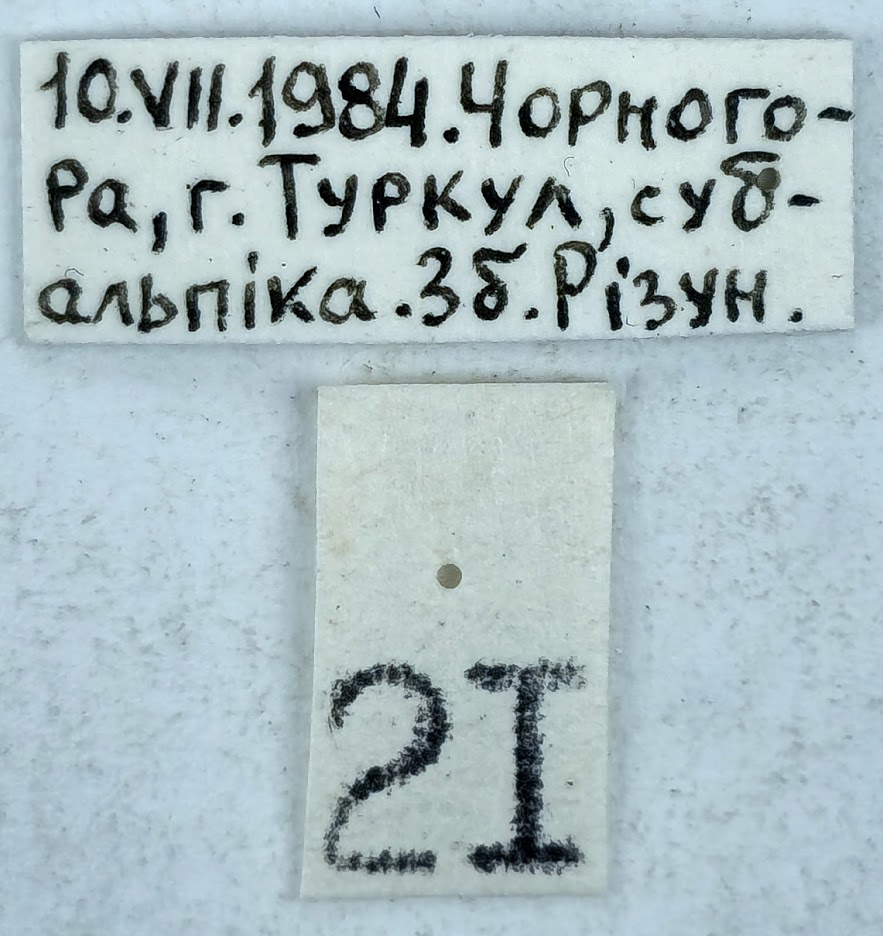 10.VII.1984. Чорного-
ра, г. Туркул, суб-
альпіка. Зб. Різун.
2I